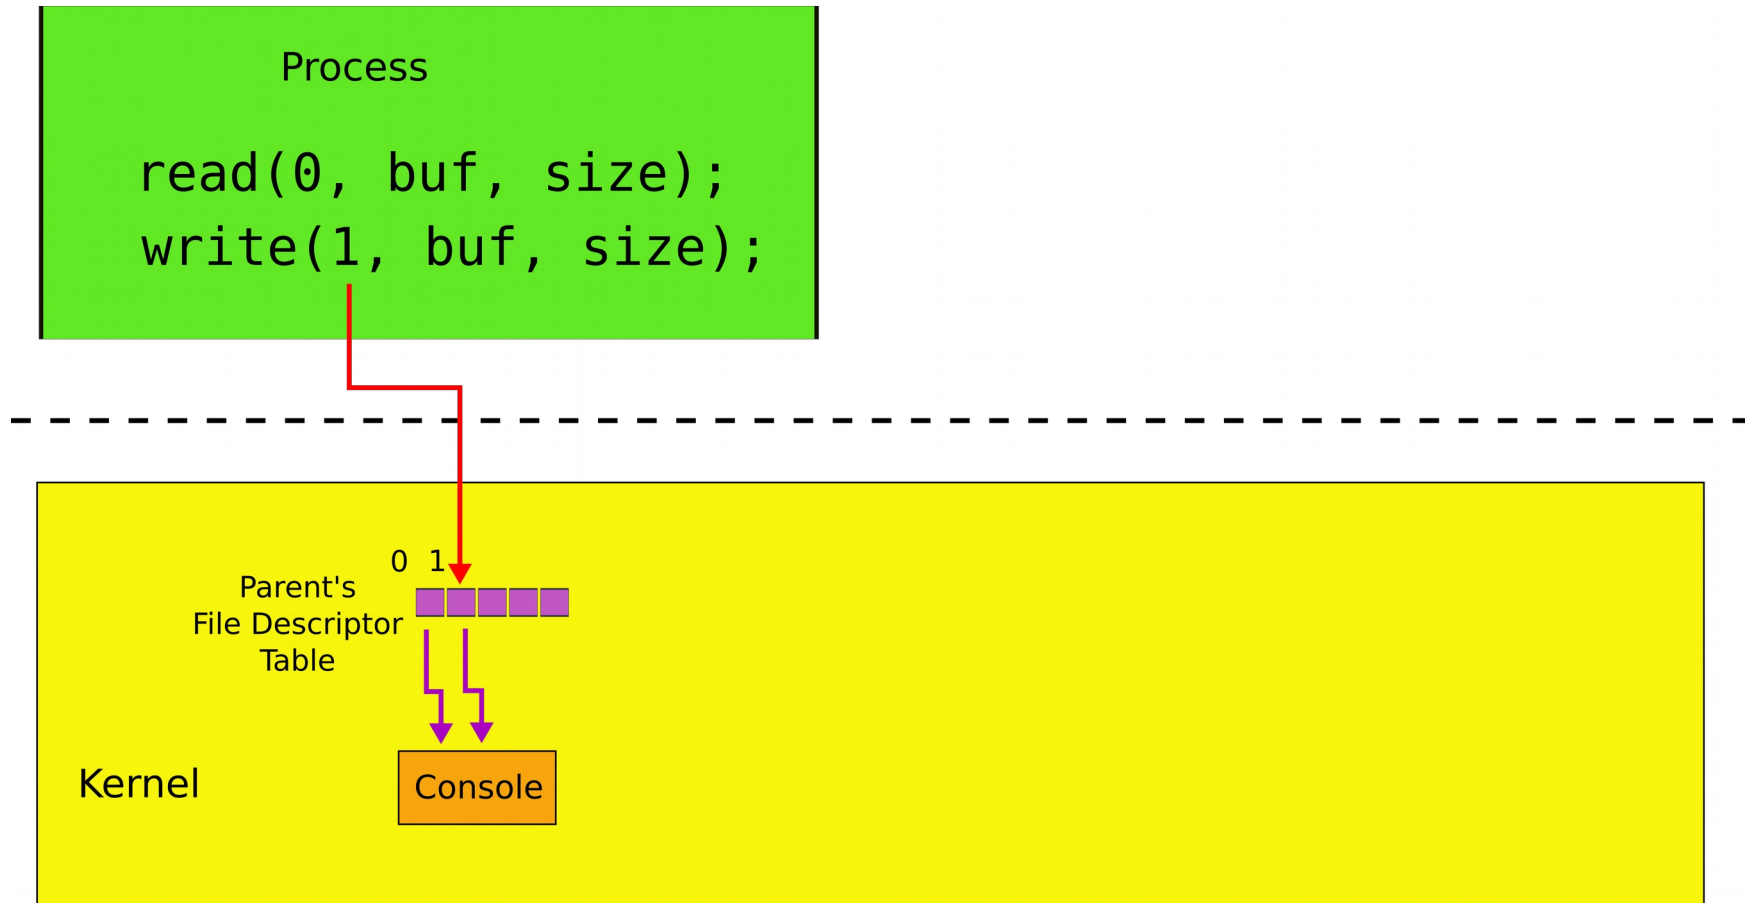 Process
read(0, buf, size);
write(1, buf, size);
0 1
Parent's
File Descriptor
Table
Kernel
Console